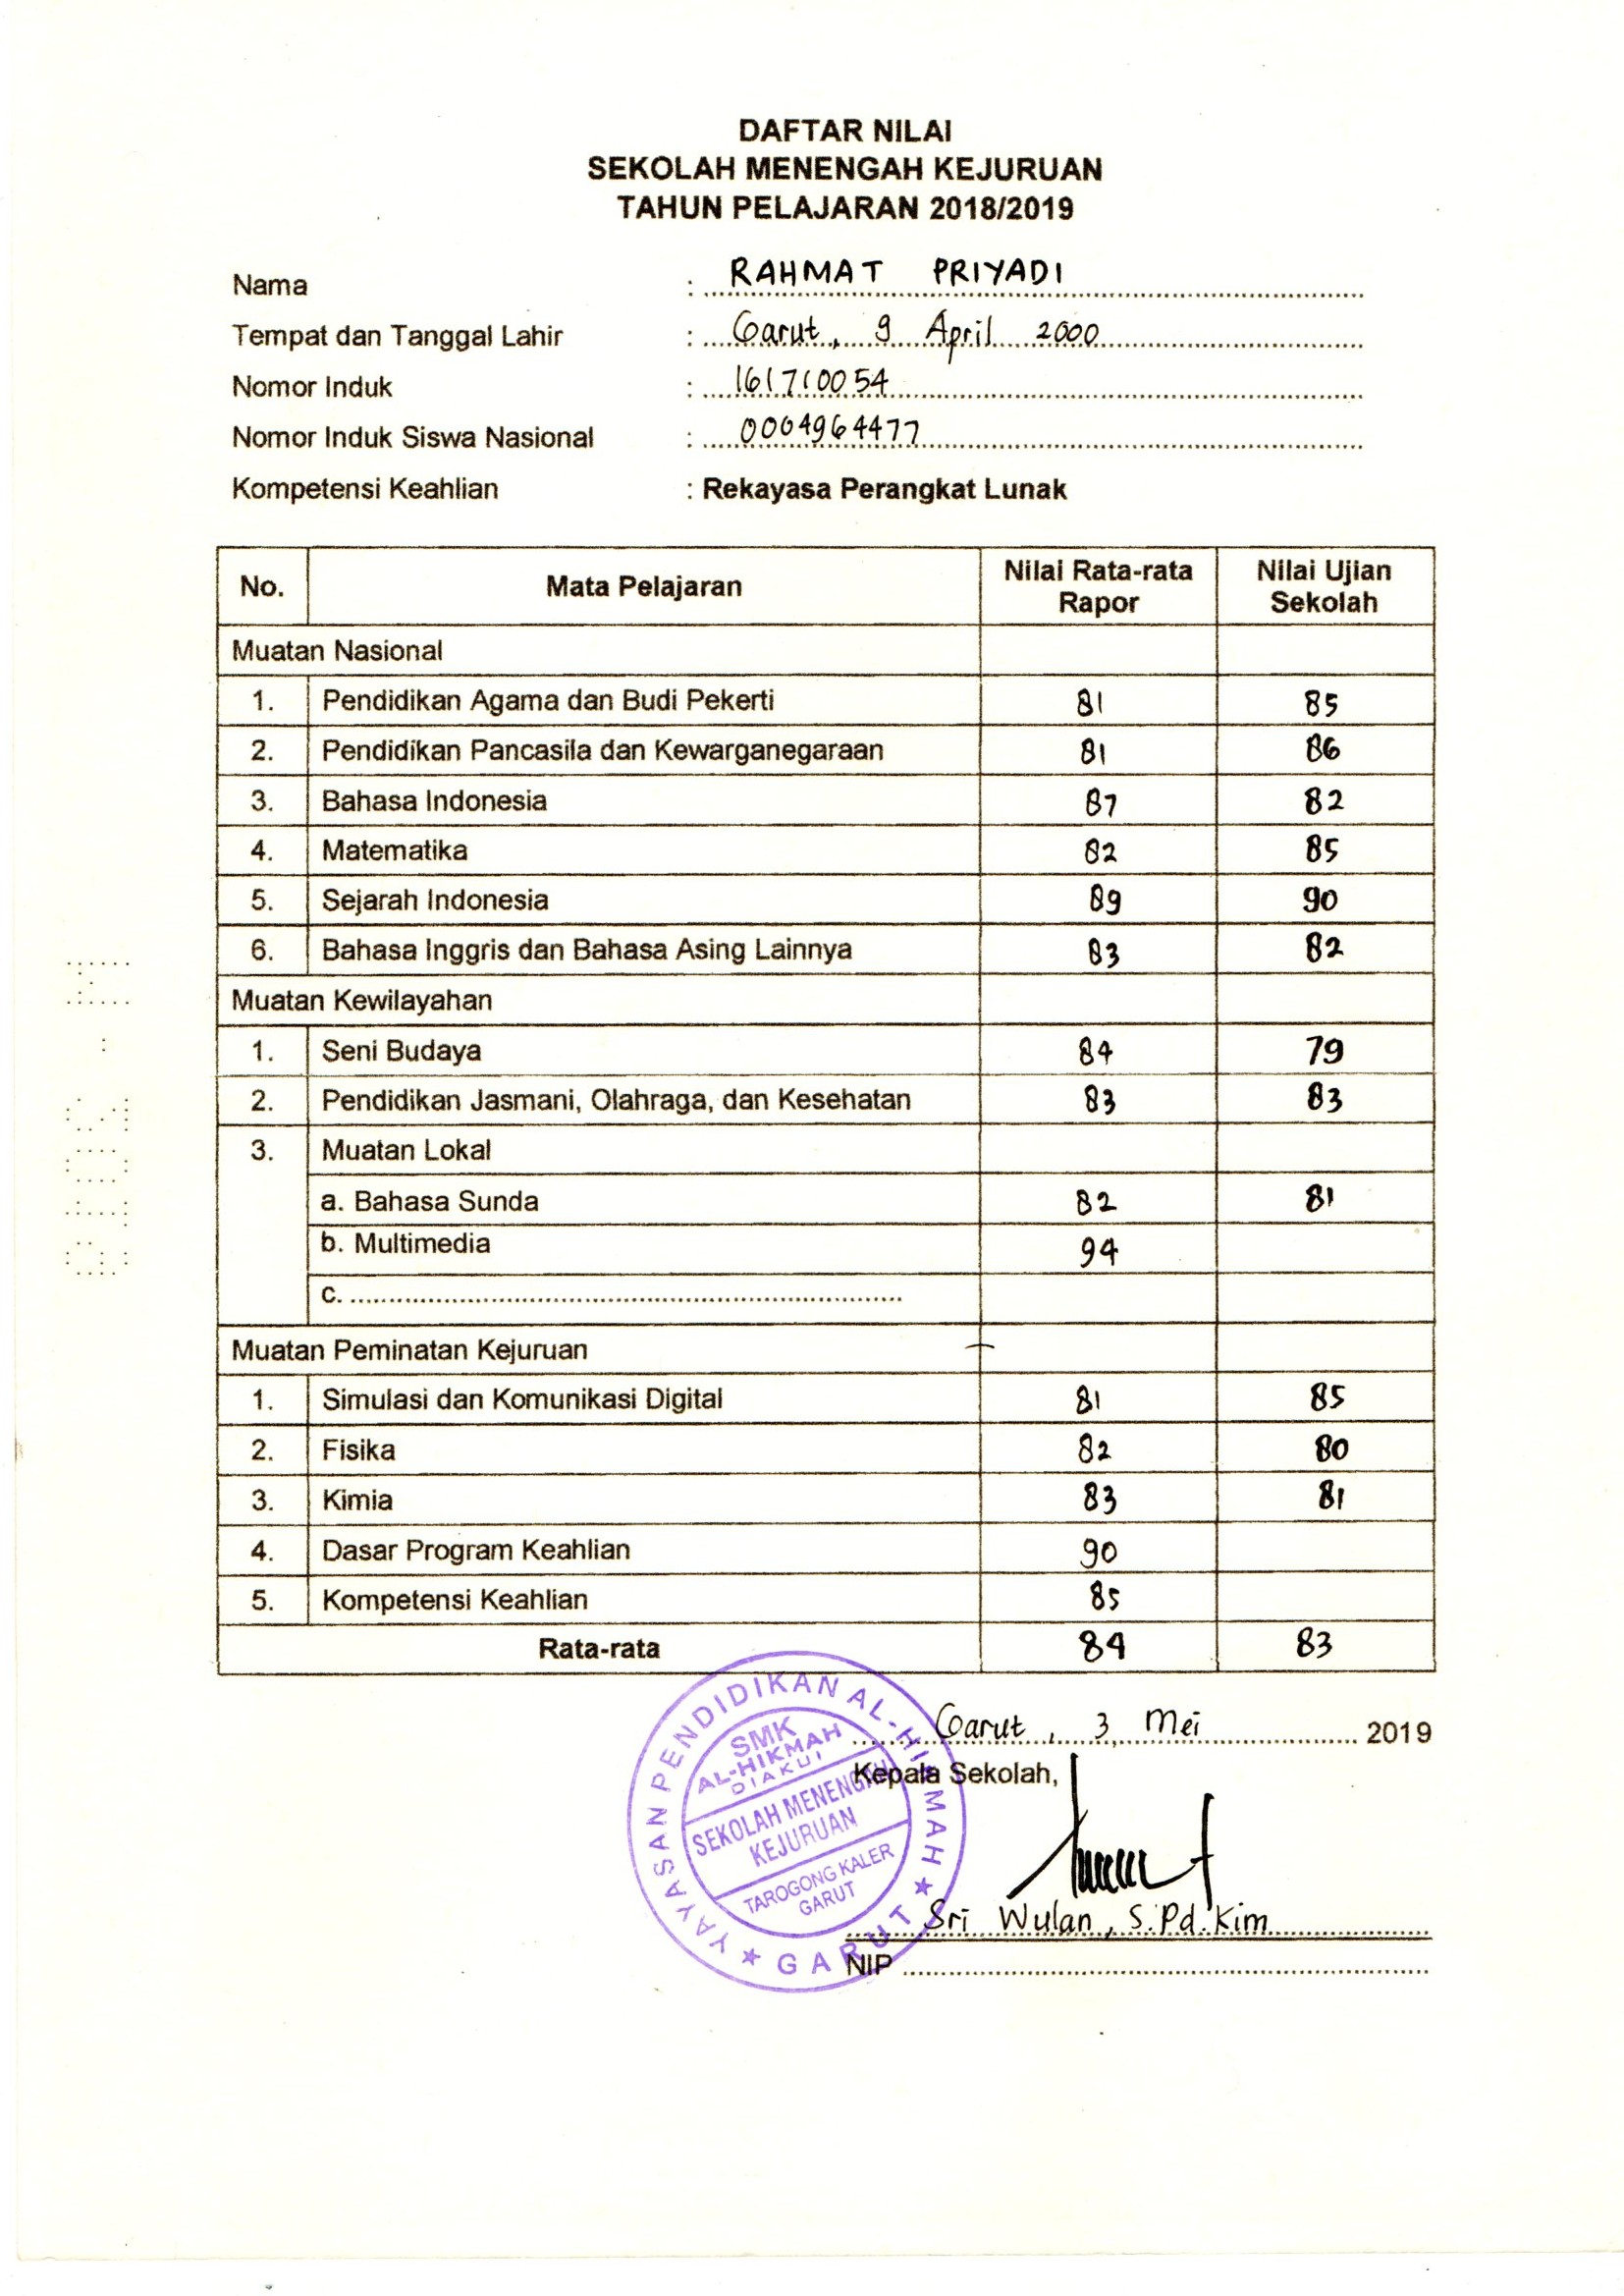 DAFTAR NILAI
SEKOLAH MENENGAH KEJURUAN
TAHUN PELAJARAN 2018/2019
Nama : RAHMAT PRIYADI
Tempat dan Tanggal Lahir : Garut, 9 April 2000
Nomor Induk : 161710054
Nomor Induk Siswa Nasional : 0004964477
Kompetensi Keahlian : Rekayasa Perangkat Lunak
No. Mata Pelajaran Nilai Rata-rata Rapor Nilai Ujian Sekolah
Muatan Nasional
1. Pendidikan Agama dan Budi Pekerti 81 85
2. Pendidikan Pancasila dan Kewarganegaraan 81 86
3. Bahasa Indonesia 87 82
4. Matematika 82 85
5. Sejarah Indonesia 89 90
6. Bahasa Inggris dan Bahasa Asing Lainnya 83 82
Muatan Kewilayahan
1. Seni Budaya 84 79
2. Pendidikan Jasmani, Olahraga, dan Kesehatan 83 83
3. Muatan Lokal
a. Bahasa Sunda 82 81
b. Multimedia 94
c. ........
Muatan Peminatan Kejuruan
1. Simulasi dan Komunikasi Digital 81 85
2. Fisika 82 80
3. Kimia 83 81
4. Dasar Program Keahlian 90
5. Kompetensi Keahlian 85
Rata-rata 84 83
Garut, 3 Mei 2019
Kepala Sekolah,
YAYASAN PENDIDIKAN AL-HIKMAH
★ GARUT ★
SMK
AL-HIKMAH
DIAKUI
SEKOLAH MENENGAH
KEJURUAN
TAROGONG KALER
GARUT
Sri Wulan, S.Pd.Kim
NIP ........